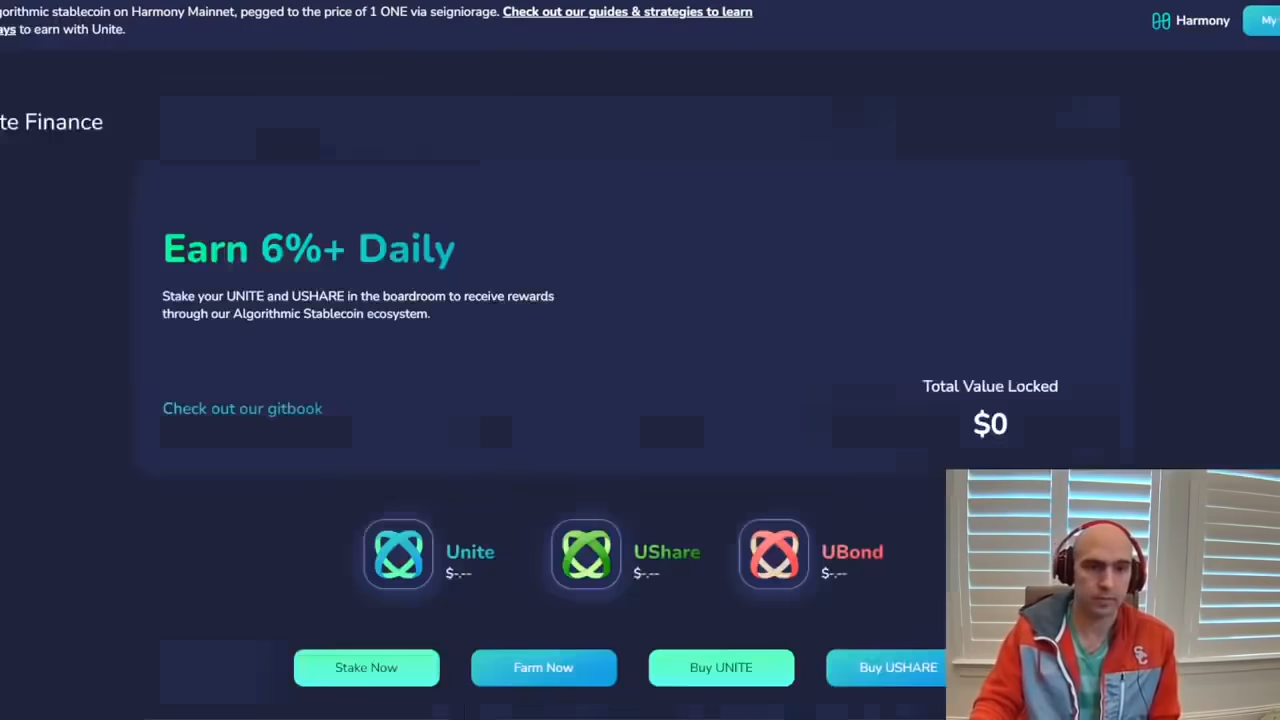 gorithmic stablecoin on Harmony Mainnet, pegged to the price of 1 ONE via seigniorage. Check out our guides & strategies to learn
ays to earn with Unite.
Harmony
My
te Finance
Earn 6%+ Daily
Stake your UNITE and USHARE in the boardroom to receive rewards
through our Algorithmic Stablecoin ecosystem.
Check out our gitbook
Total Value Locked
$0
Unite
$-.--
UShare
$-.--
UBond
$-.--
Stake Now
Farm Now
Buy UNITE
Buy USHARE
SC